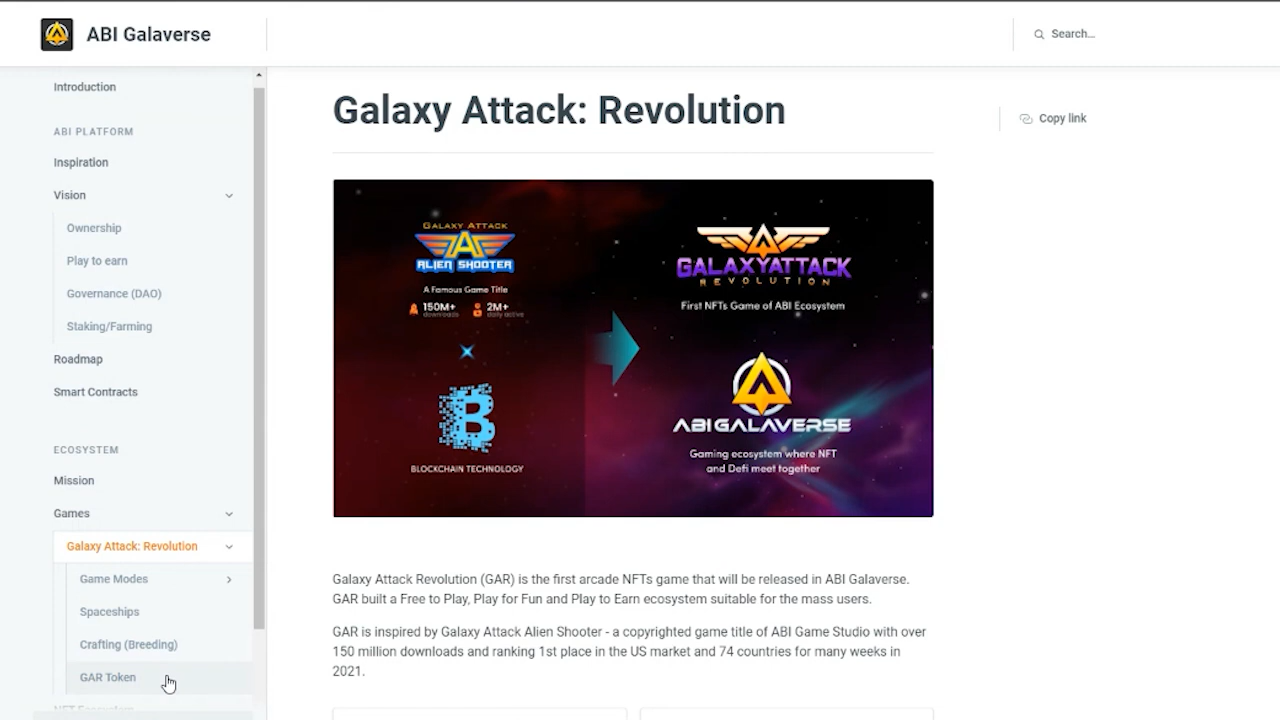 ABI Galaverse
Search...
Introduction
ABI PLATFORM
Inspiration
Vision
Ownership
Play to earn
Governance (DAO)
Staking/Farming
Roadmap
Smart Contracts
ECOSYSTEM
Mission
Games
Galaxy Attack: Revolution
Game Modes
Spaceships
Crafting (Breeding)
GAR Token
NFT Ecosystem
Galaxy Attack: Revolution
Copy link
GALAXY ATTACK
ALIEN SHOOTER
A Famous Game Title
150M+
downloads
2M+
daily active
BLOCKCHAIN TECHNOLOGY
GALAXYATTACK
REVOLUTION
First NFTs Game of ABI Ecosystem
ABIGALAVERSE
Gaming ecosystem where NFT
and Defi meet together
Galaxy Attack Revolution (GAR) is the first arcade NFTs game that will be released in ABI Galaverse.
GAR built a Free to Play, Play for Fun and Play to Earn ecosystem suitable for the mass users.
GAR is inspired by Galaxy Attack Alien Shooter - a copyrighted game title of ABI Game Studio with over
150 million downloads and ranking 1st place in the US market and 74 countries for many weeks in
2021.